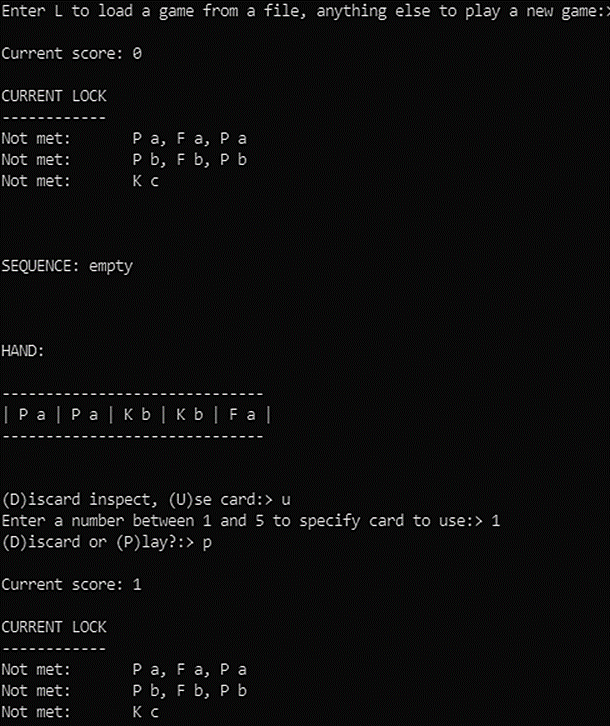 Enter L to load a game from a file, anything else to play a new game:>
Current score: 0
CURRENT LOCK
------------
Not met: P a, F a, P a
Not met: P b, F b, P b
Not met: K c
SEQUENCE: empty
HAND:
------------------------------
| P a | P a | K b | K b | F a |
------------------------------
(D)iscard inspect, (U)se card:> u
Enter a number between 1 and 5 to specify card to use:> 1
(D)iscard or (P)lay?:> p
Current score: 1
CURRENT LOCK
------------
Not met: P a, F a, P a
Not met: P b, F b, P b
Not met: K c